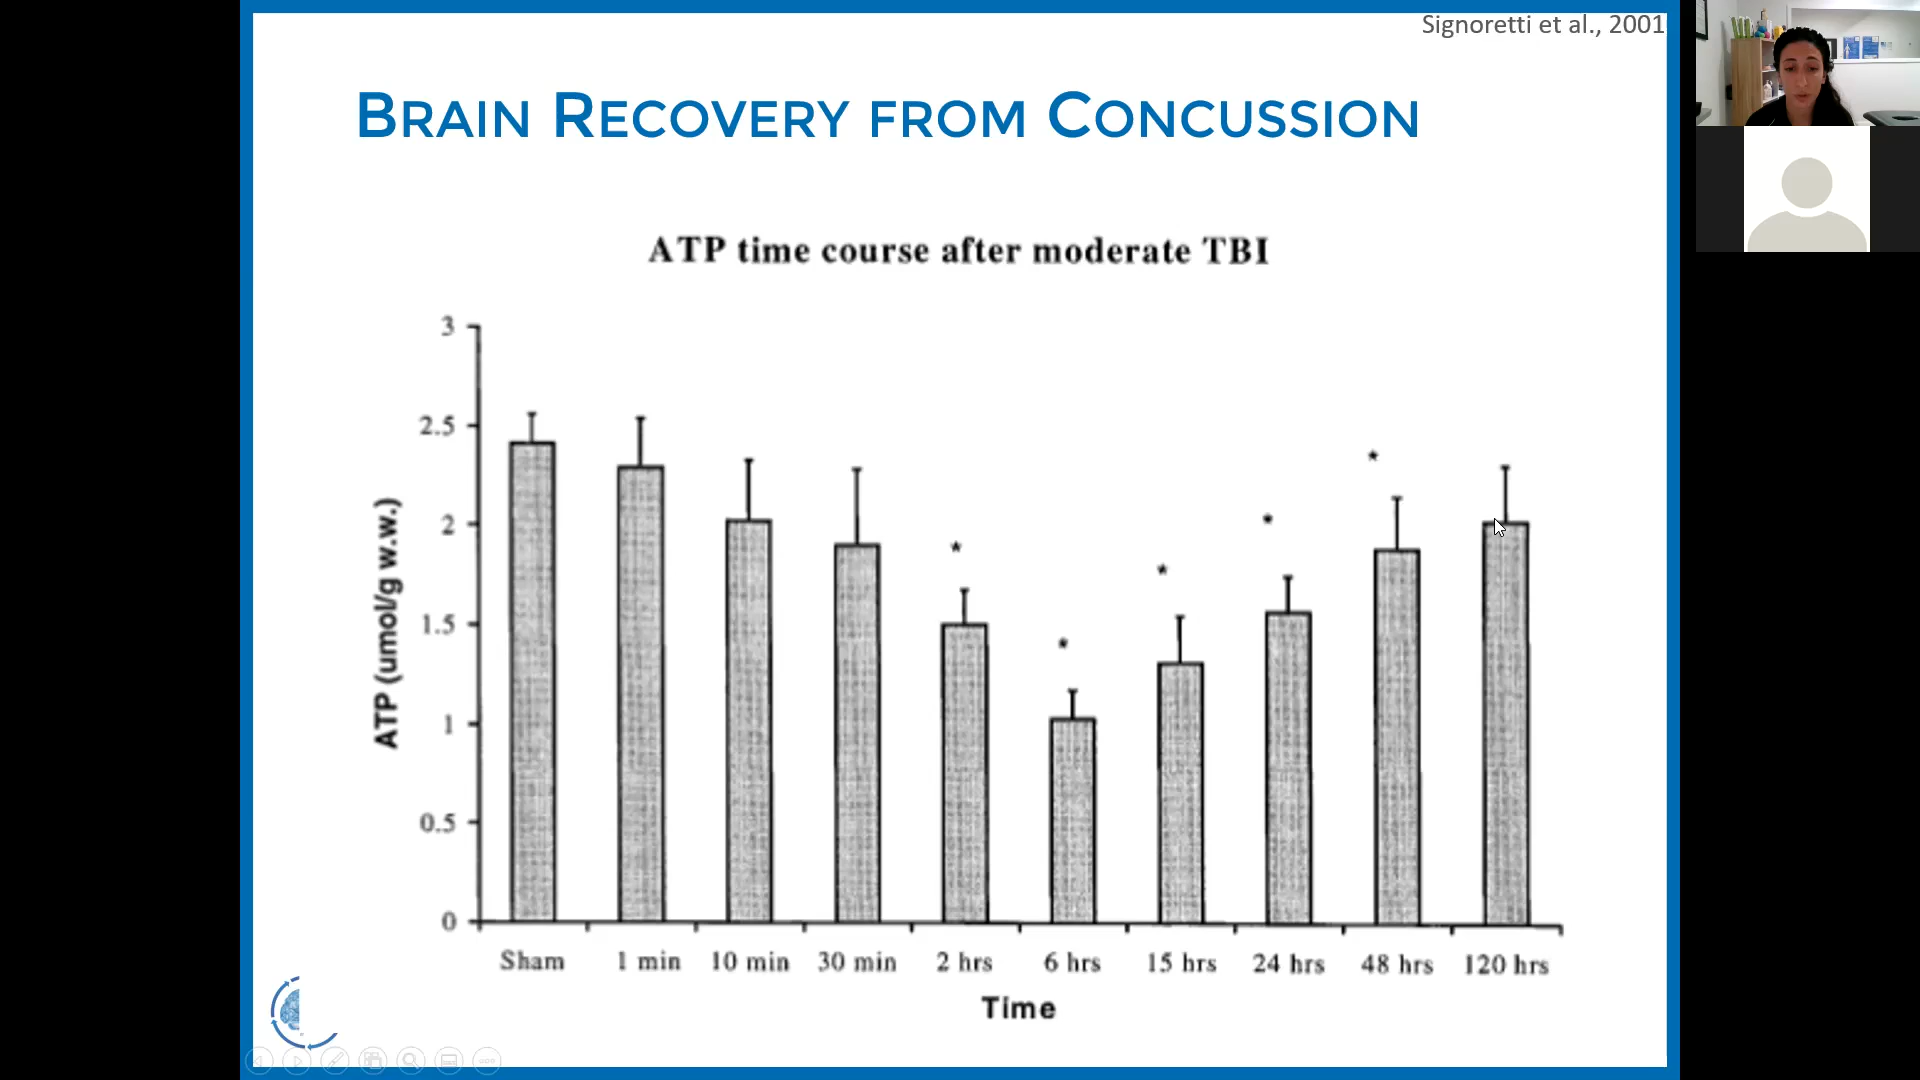 Signoretti et al., 2001
BRAIN RECOVERY FROM CONCUSSION
ATP time course after moderate TBI
3
2.5
2
1.5
1
0.5
0
ATP (umol/g w.w.)
* * * * *
Sham 1 min 10 min 30 min 2 hrs 6 hrs 15 hrs 24 hrs 48 hrs 120 hrs
Time